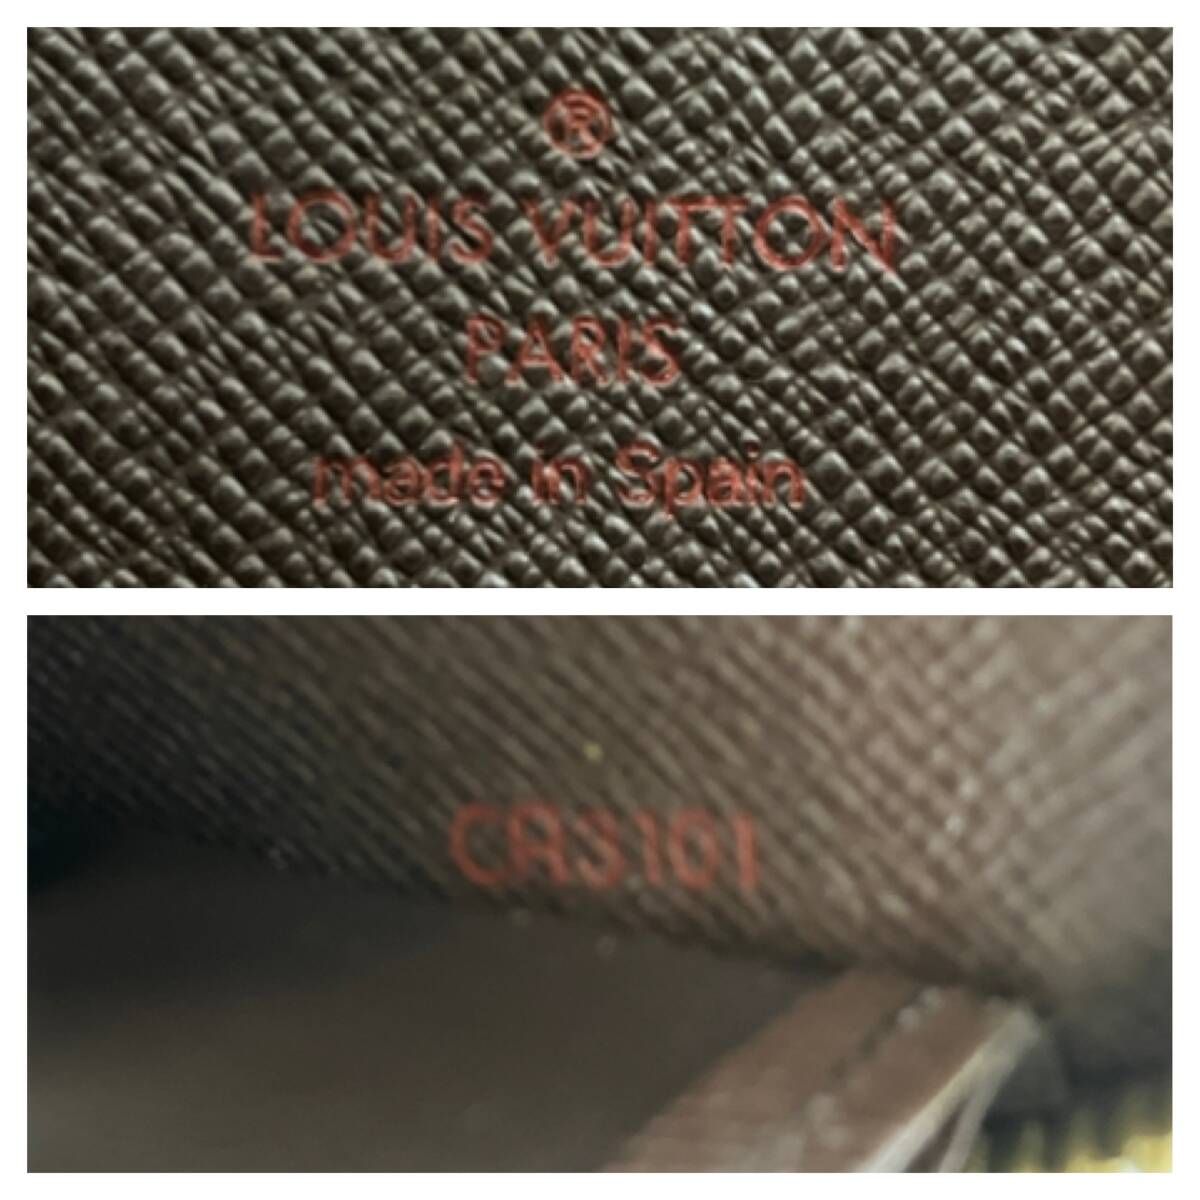 ®
LOUIS VUITTON
PARIS
made in Spain
CA3101